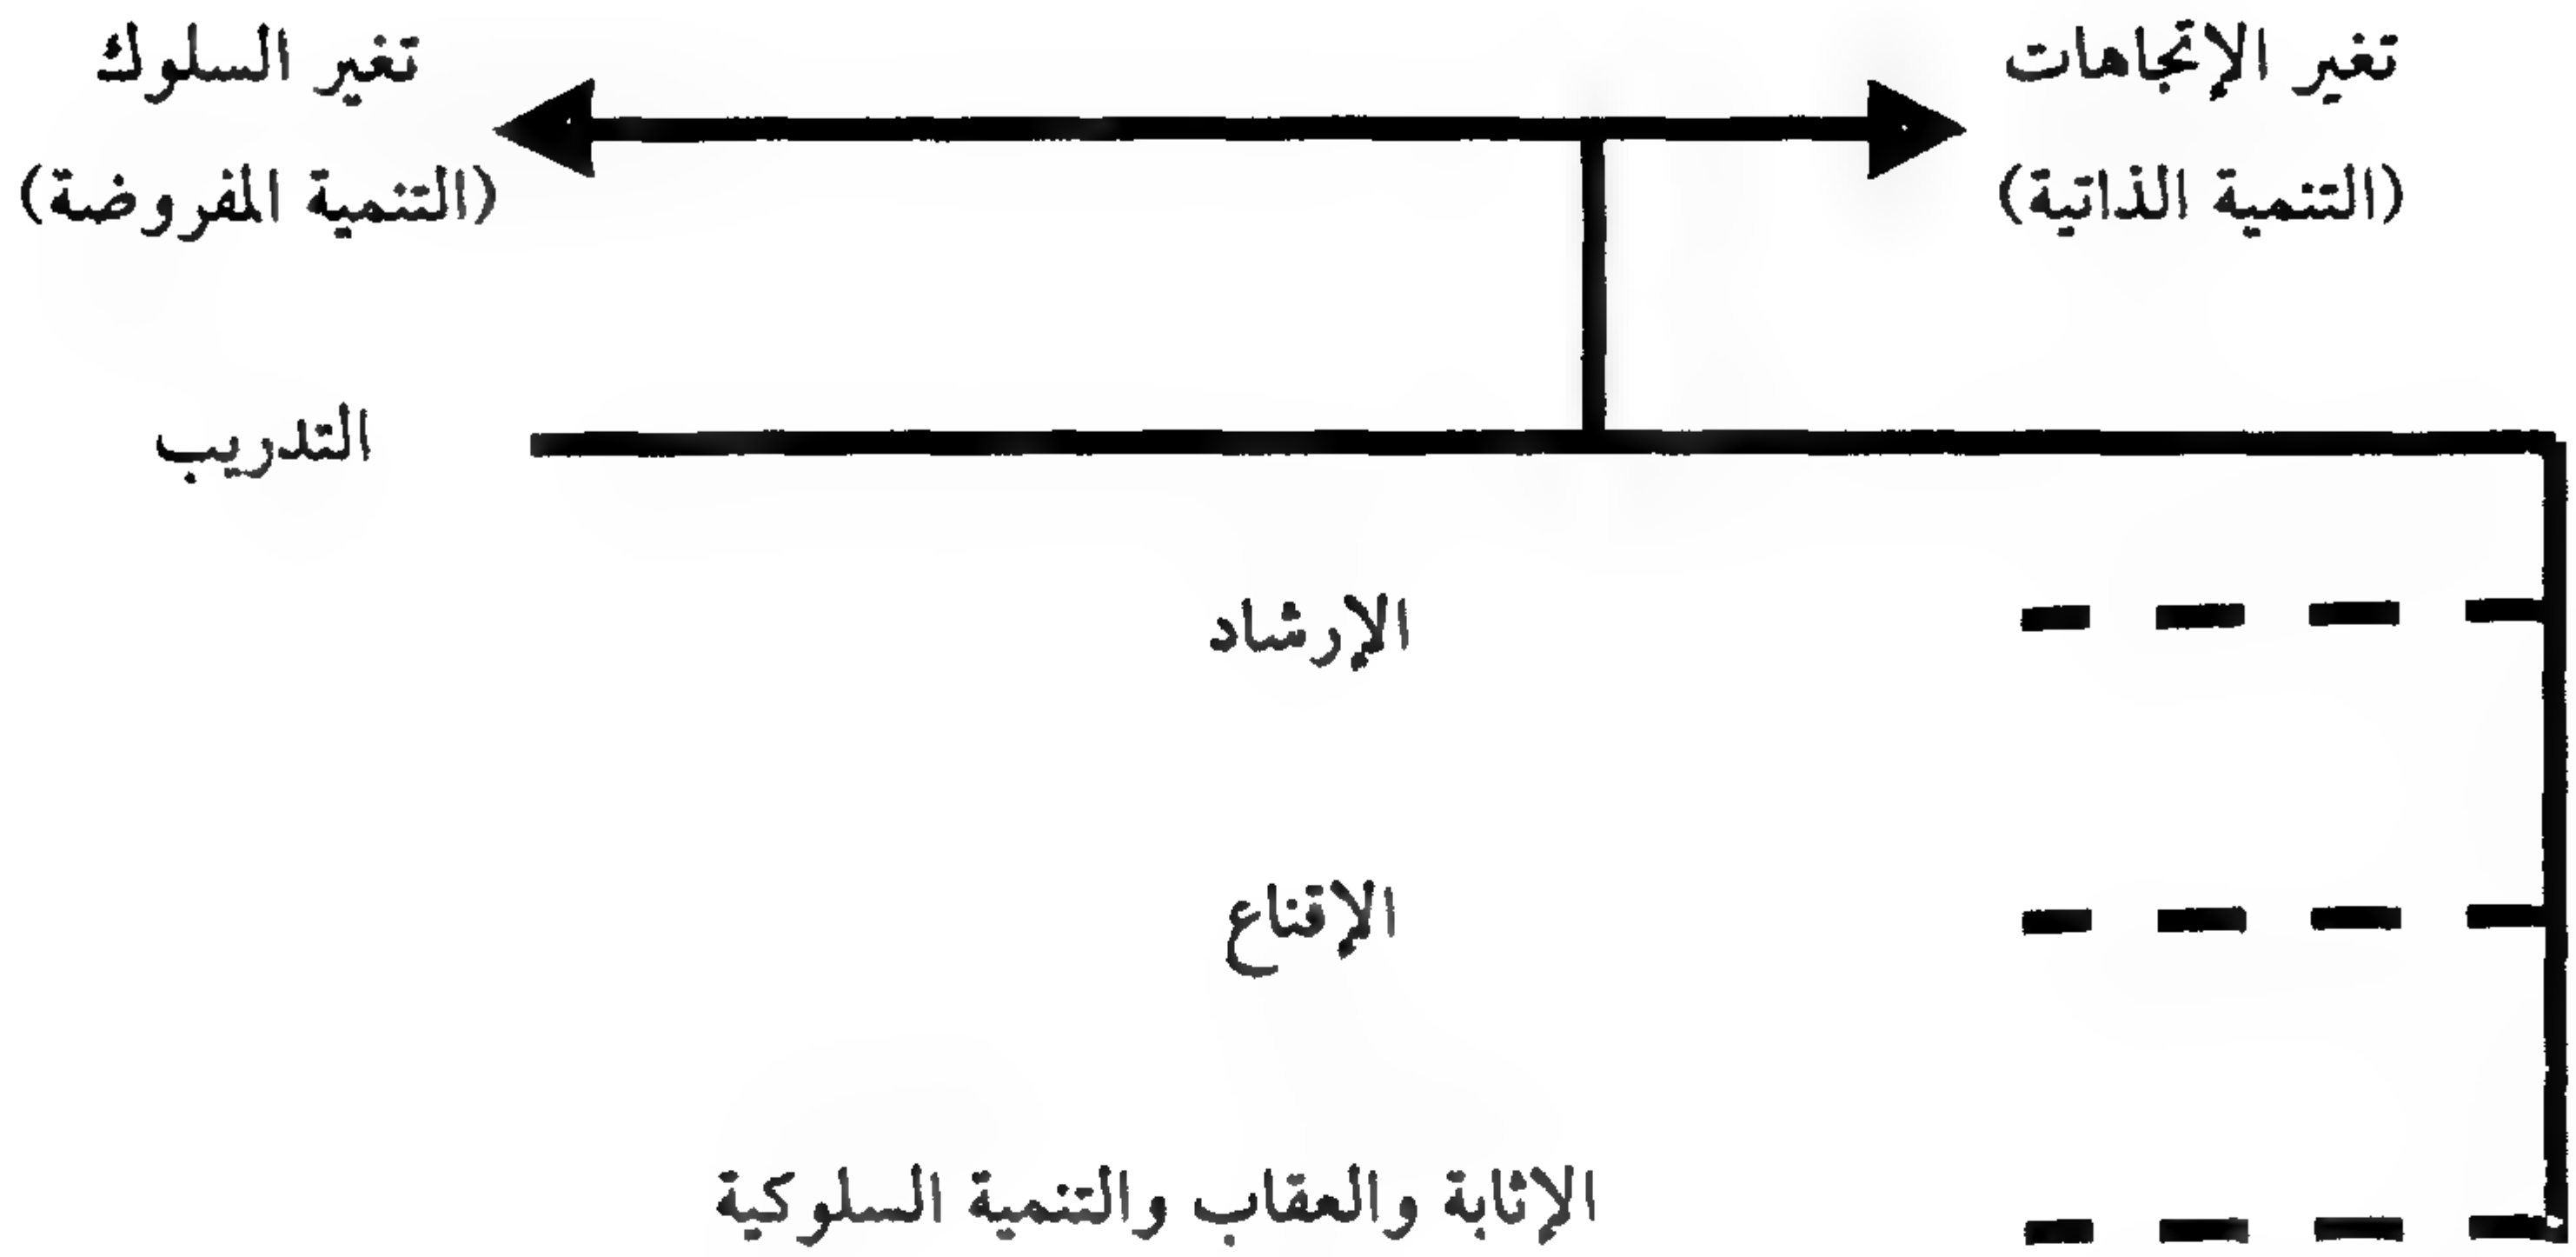 تغير الإتجاهات
(التنمية الذاتية)
تغير السلوك
(التنمية المفروضة)
التدريب
الإرشاد
الإقناع
الإثابة والعقاب والتنمية السلوكية